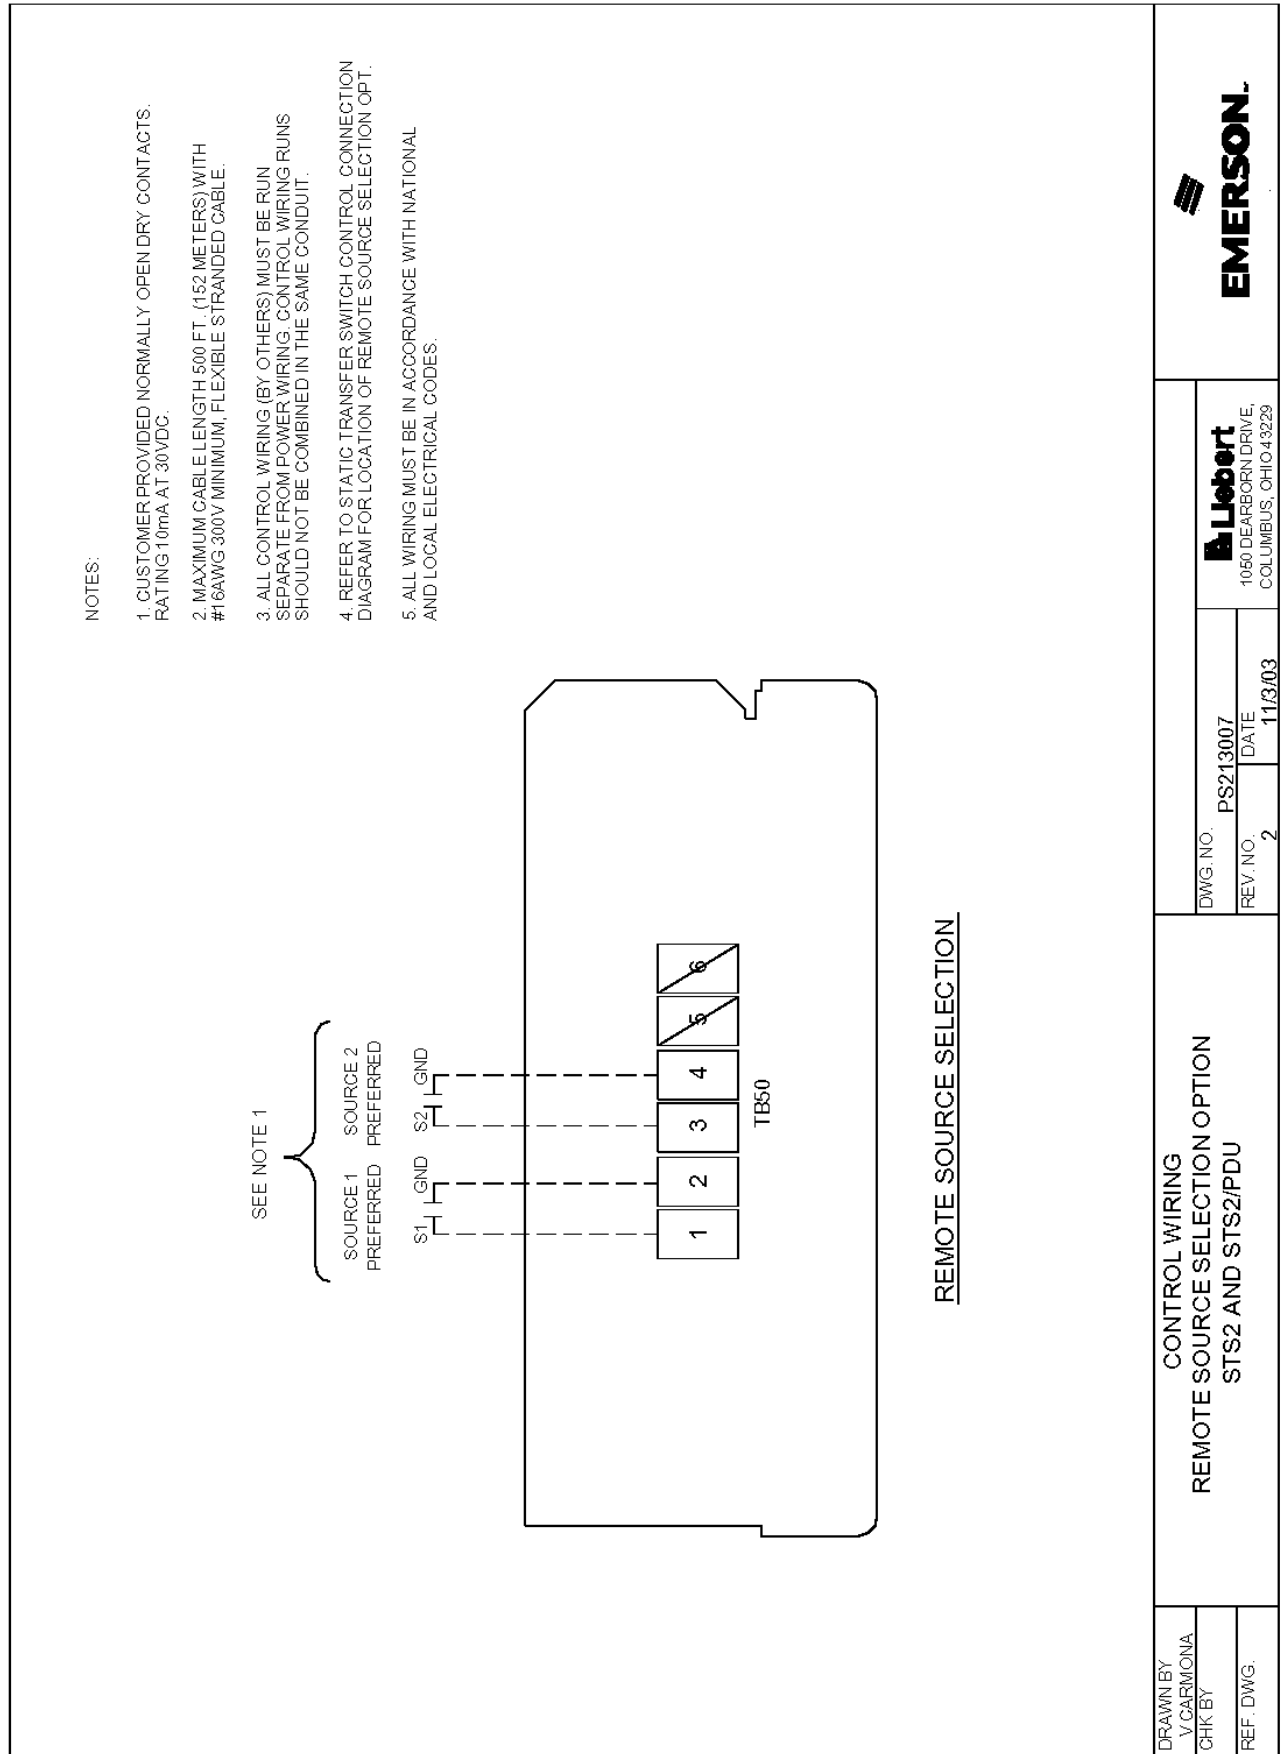 NOTES:
1. CUSTOMER PROVIDED NORMALLY OPEN DRY CONTACTS.
RATING 10mA AT 30VDC.
2. MAXIMUM CABLE LENGTH 500 FT. (152 METERS) WITH
#16AWG 300V MINIMUM, FLEXIBLE STRANDED CABLE.
3. ALL CONTROL WIRING (BY OTHERS) MUST BE RUN
SEPARATE FROM POWER WIRING. CONTROL WIRING RUNS
SHOULD NOT BE COMBINED IN THE SAME CONDUIT.
4. REFER TO STATIC TRANSFER SWITCH CONTROL CONNECTION
DIAGRAM FOR LOCATION OF REMOTE SOURCE SELECTION OPT.
5. ALL WIRING MUST BE IN ACCORDANCE WITH NATIONAL
AND LOCAL ELECTRICAL CODES.
SEE NOTE 1
SOURCE 1
PREFERRED
SOURCE 2
PREFERRED
S1 GND S2 GND
1 2 3 4 5 6
TB50
REMOTE SOURCE SELECTION
DRAWN BY
V CARMONA
CHK BY
REF. DWG.
CONTROL WIRING
REMOTE SOURCE SELECTION OPTION
STS2 AND STS2/PDU
DWG. NO.
PS213007
REV. NO.
2
DATE
11/3/03
Liebert
1050 DEARBORN DRIVE,
COLUMBUS, OHIO 43229
EMERSON.